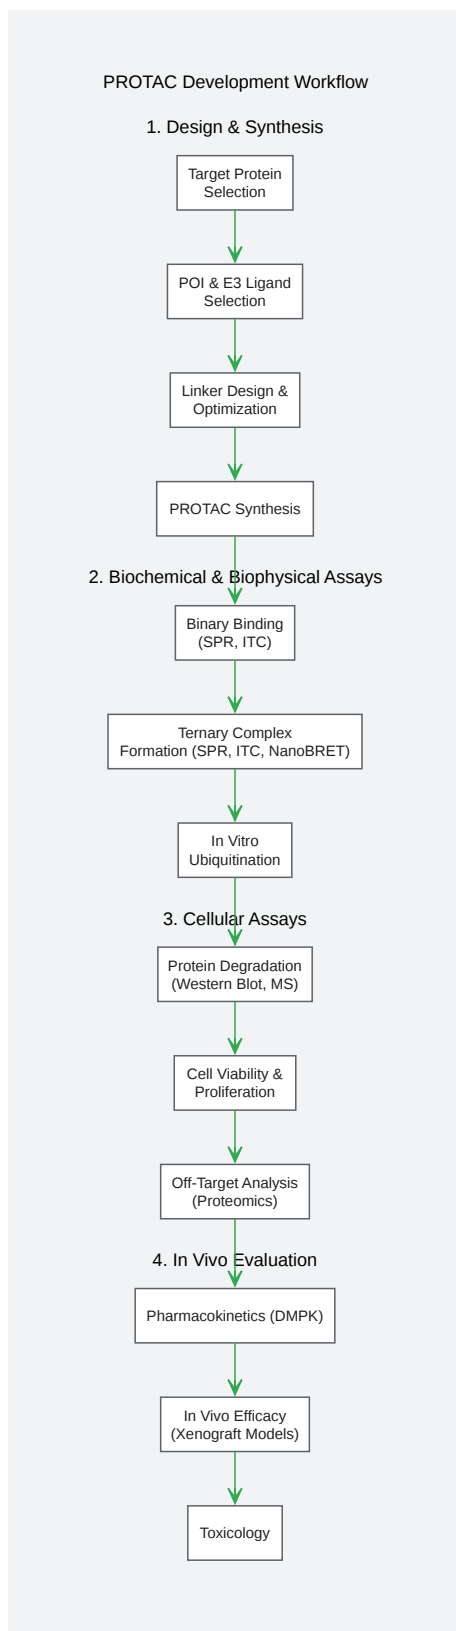 PROTAC Development Workflow
1. Design & Synthesis
Target Protein
Selection
POI & E3 Ligand
Selection
Linker Design &
Optimization
PROTAC Synthesis
2. Biochemical & Biophysical Assays
Binary Binding
(SPR, ITC)
Ternary Complex
Formation (SPR, ITC, NanoBRET)
In Vitro
Ubiquitination
3. Cellular Assays
Protein Degradation
(Western Blot, MS)
Cell Viability &
Proliferation
Off-Target Analysis
(Proteomics)
4. In Vivo Evaluation
Pharmacokinetics (DMPK)
In Vivo Efficacy
(Xenograft Models)
Toxicology